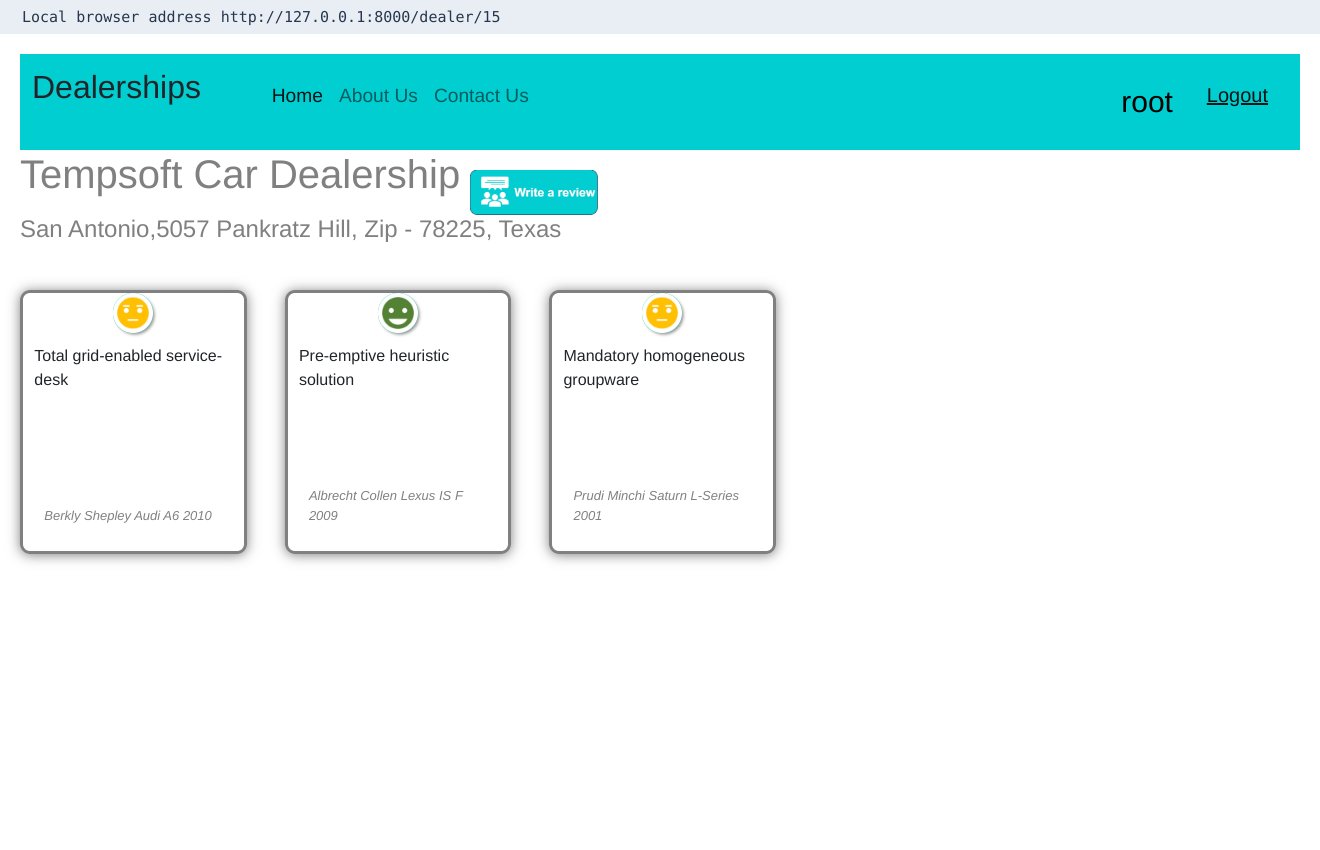 Local browser address http://127.0.0.1:8000/dealer/15
Dealerships
Home About Us Contact Us
root
Logout
Tempsoft Car Dealership
Write a review
San Antonio,5057 Pankratz Hill, Zip - 78225, Texas
Total grid-enabled service-
desk
Berkly Shepley Audi A6 2010
Pre-emptive heuristic
solution
Albrecht Collen Lexus IS F
2009
Mandatory homogeneous
groupware
Prudi Minchi Saturn L-Series
2001